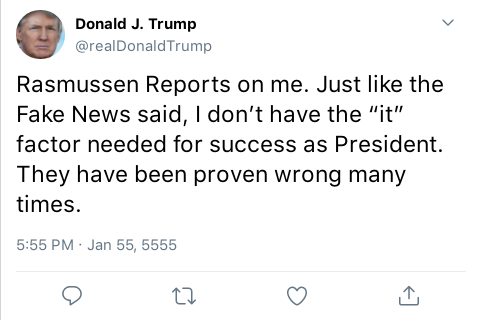 Donald J. Trump
@realDonaldTrump
Rasmussen Reports on me. Just like the
Fake News said, I don’t have the “it”
factor needed for success as President.
They have been proven wrong many
times.
5:55 PM · Jan 55, 5555